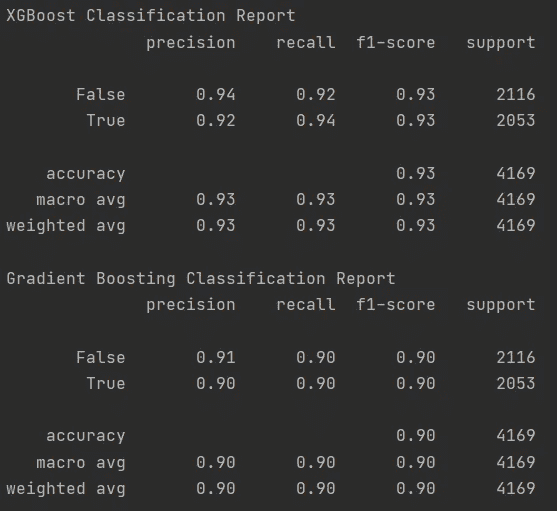 XGBoost Classification Report
precision recall f1-score support
False 0.94 0.92 0.93 2116
True 0.92 0.94 0.93 2053
accuracy 0.93 4169
macro avg 0.93 0.93 0.93 4169
weighted avg 0.93 0.93 0.93 4169
Gradient Boosting Classification Report
precision recall f1-score support
False 0.91 0.90 0.90 2116
True 0.90 0.90 0.90 2053
accuracy 0.90 4169
macro avg 0.90 0.90 0.90 4169
weighted avg 0.90 0.90 0.90 4169